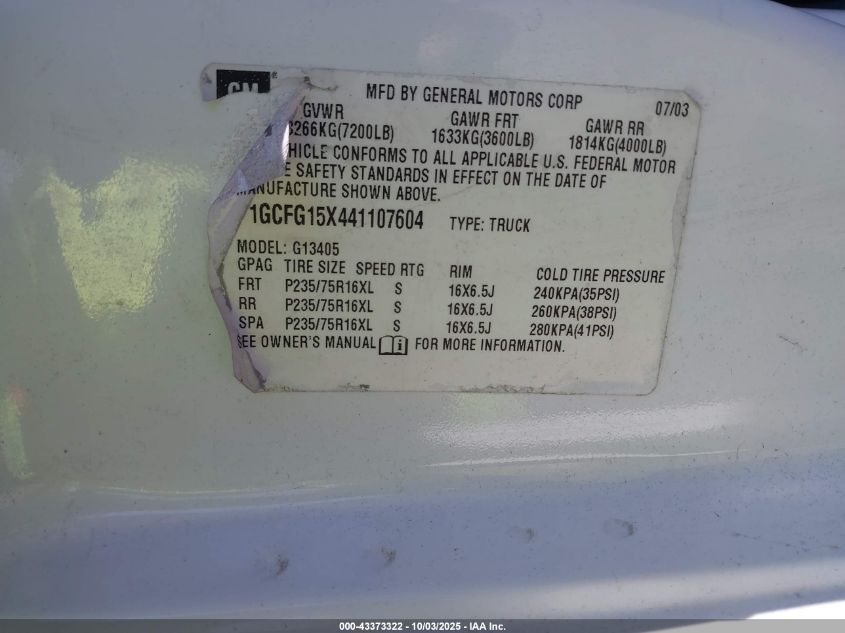 GM
MFD BY GENERAL MOTORS CORP 07/03
GVWR GAWR FRT GAWR RR
3266KG(7200LB) 1633KG(3600LB) 1814KG(4000LB)
HICLE CONFORMS TO ALL APPLICABLE U.S. FEDERAL MOTOR
E SAFETY STANDARDS IN EFFECT ON THE DATE OF
MANUFACTURE SHOWN ABOVE.
1GCFG15X441107604 TYPE: TRUCK
MODEL: G13405
GPAG TIRE SIZE SPEED RTG RIM COLD TIRE PRESSURE
FRT P235/75R16XL S 16X6.5J 240KPA(35PSI)
RR P235/75R16XL S 16X6.5J 260KPA(38PSI)
SPA P235/75R16XL S 16X6.5J 280KPA(41PSI)
SEE OWNER'S MANUAL i FOR MORE INFORMATION.
000-43373322 - 10/03/2025 - IAA Inc.